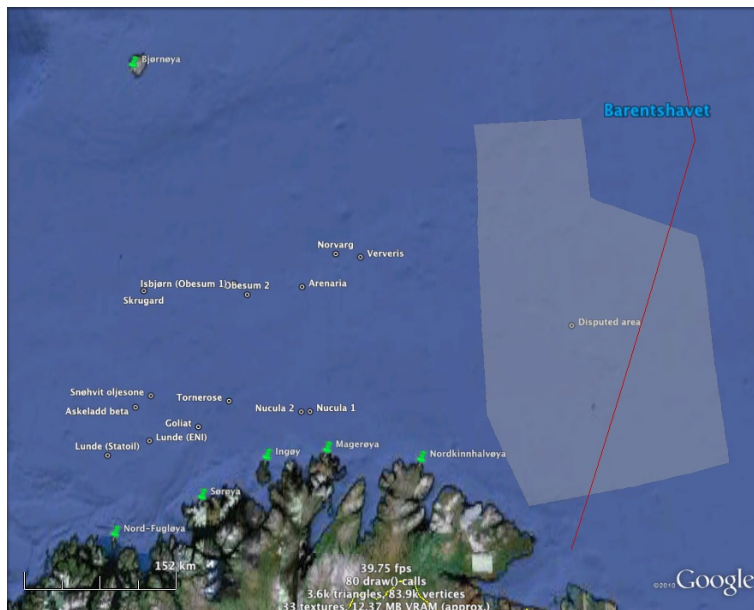 Bjørnøya
Barentshavet
Norvarg
Ververis
Isbjørn (Obesum 1)
Obesum 2
Arenaria
Skrugard
Disputed area
Snøhvit oljesone
Tornerose
Askeladd beta
Nucula 2
Nucula 1
Goliat
Lunde (ENI)
Lunde (Statoil)
Magerøya
Ingøy
Nordkinnhalvøya
Sørøya
Nord-Fugløya
152 km
39.75 fps
80 draw() calls
3.6k triangles, 83.9k vertices
33 textures, 12.37 MB VRAM (approx.)
©2010 Google